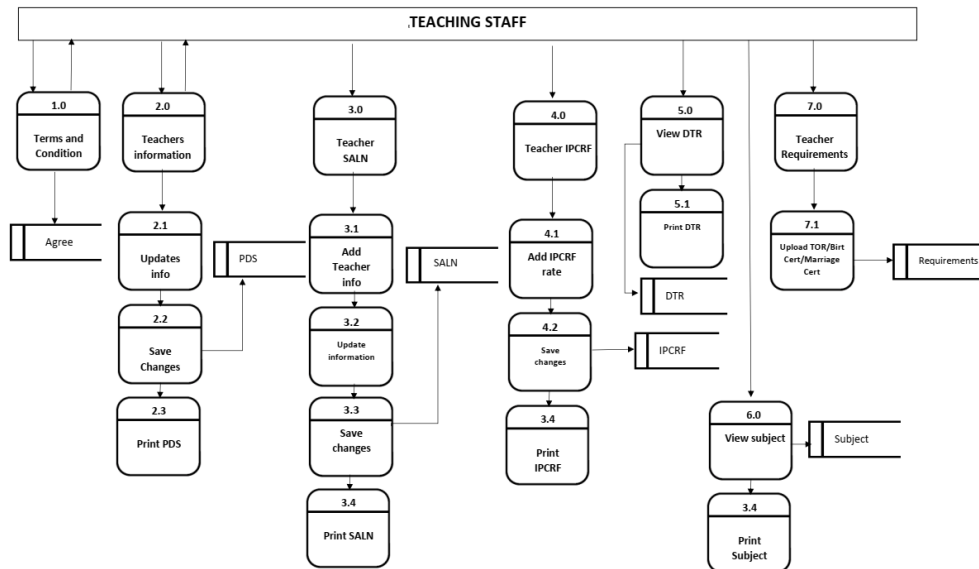 TEACHING STAFF
1.0
Terms and
Condition
Agree
2.0
Teachers
information
2.1
Updates
info
2.2
Save
Changes
2.3
Print PDS
PDS
3.0
Teacher
SALN
3.1
Add
Teacher
info
3.2
Update
information
3.3
Save
changes
3.4
Print SALN
SALN
4.0
Teacher IPCRF
4.1
Add IPCRF
rate
4.2
Save
changes
3.4
Print
IPCRF
IPCRF
5.0
View DTR
5.1
Print DTR
DTR
6.0
View subject
Subject
3.4
Print
Subject
7.0
Teacher
Requirements
7.1
Upload TOR/Birt
Cert/Marriage
Cert
Requirements